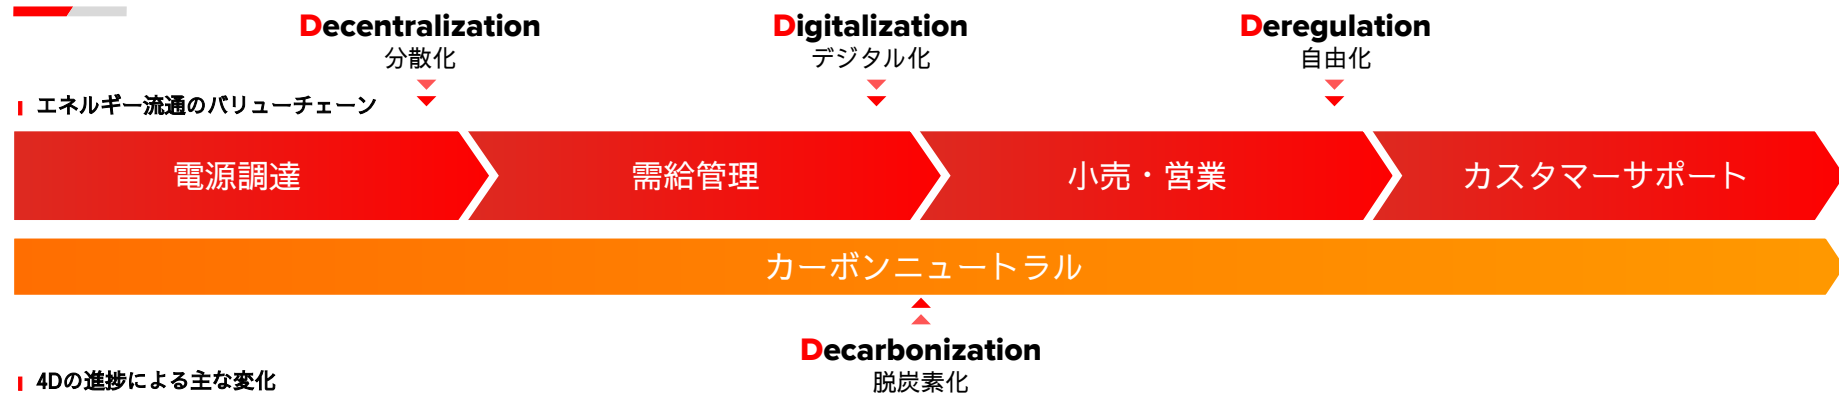 Decentralization
分散化
Digitalization
デジタル化
Deregulation
自由化
エネルギー流通のバリューチェーン
電源調達
需給管理
小売・営業
カスタマーサポート
カーボンニュートラル
Decarbonization
脱炭素化
4Dの進捗による主な変化